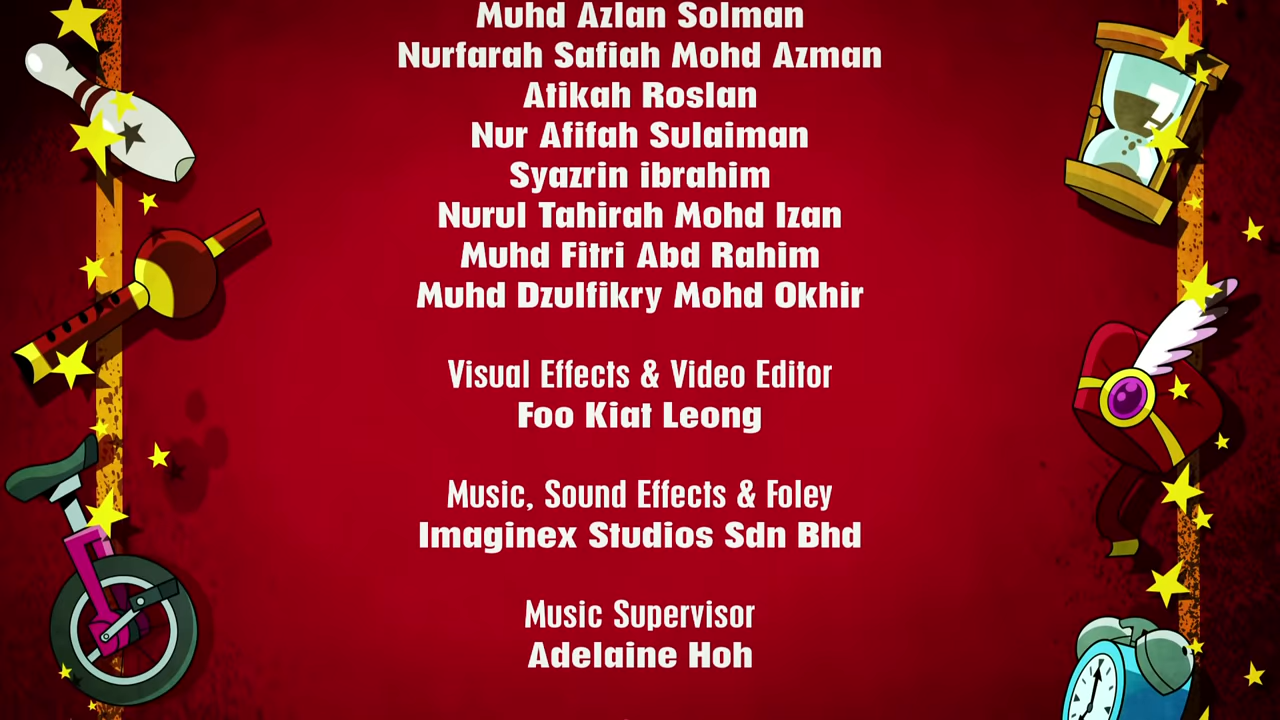 Muhd Azlan Solman
Nurfarah Safiah Mohd Azman
Atikah Roslan
Nur Afifah Sulaiman
Syazrin ibrahim
Nurul Tahirah Mohd Izan
Muhd Fitri Abd Rahim
Muhd Dzulfikry Mohd Okhir
Visual Effects & Video Editor
Foo Kiat Leong
Music, Sound Effects & Foley
Imaginex Studios Sdn Bhd
Music Supervisor
Adelaine Hoh